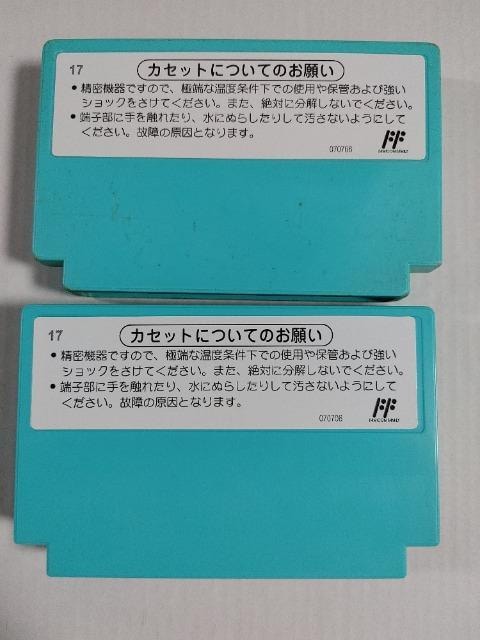 17
カセットについてのお願い
●精密機器ですので、極端な温度条件下での使用や保管および強い
ショックをさけてください。また、絶対に分解しないでください。
●端子部に手を触れたり、水にぬらしたりして汚さないようにして
ください。故障の原因となります。
070706
FAMICOM FAMILY
17
カセットについてのお願い
●精密機器ですので、極端な温度条件下での使用や保管および強い
ショックをさけてください。また、絶対に分解しないでください。
●端子部に手を触れたり、水にぬらしたりして汚さないようにして
ください。故障の原因となります。
070706
FAMICOM FAMILY